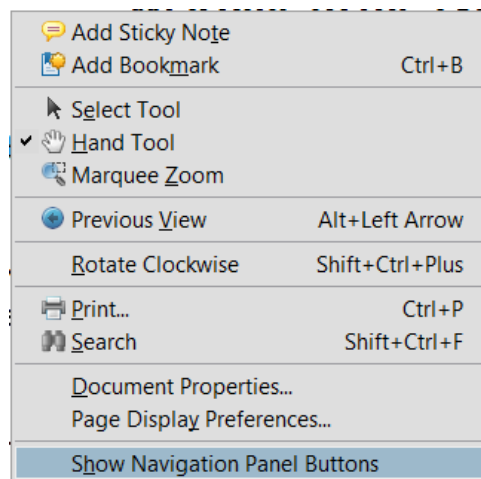 Add Sticky Note
Add Bookmark Ctrl+B
Select Tool
Hand Tool
Marquee Zoom
Previous View Alt+Left Arrow
Rotate Clockwise Shift+Ctrl+Plus
Print... Ctrl+P
Search Shift+Ctrl+F
Document Properties...
Page Display Preferences...
Show Navigation Panel Buttons